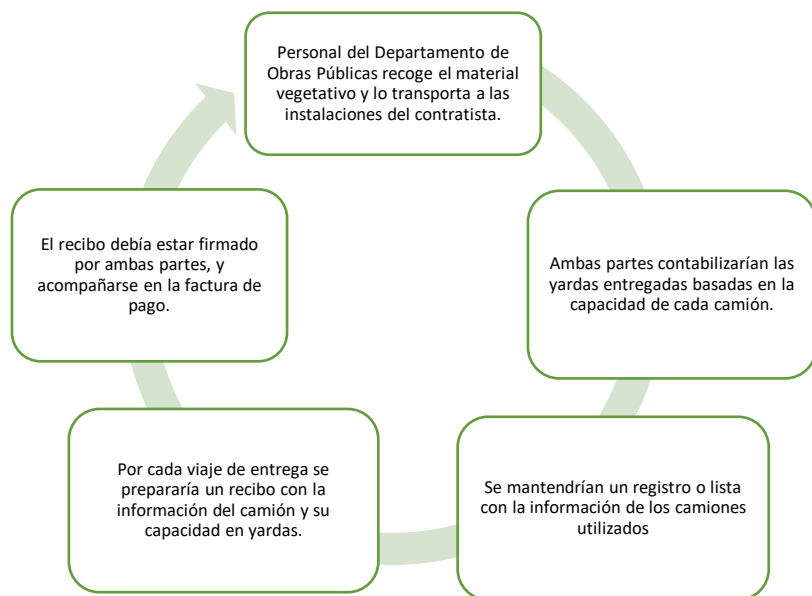 Personal del Departamento de
Obras Públicas recoge el material
vegetativo y lo transporta a las
instalaciones del contratista.
Ambas partes contabilizarían las
yardas entregadas basadas en la
capacidad de cada camión.
Se mantendrían un registro o lista
con la información de los camiones
utilizados
Por cada viaje de entrega se
prepararía un recibo con la
información del camión y su
capacidad en yardas.
El recibo debía estar firmado
por ambas partes, y
acompañarse en la factura de
pago.